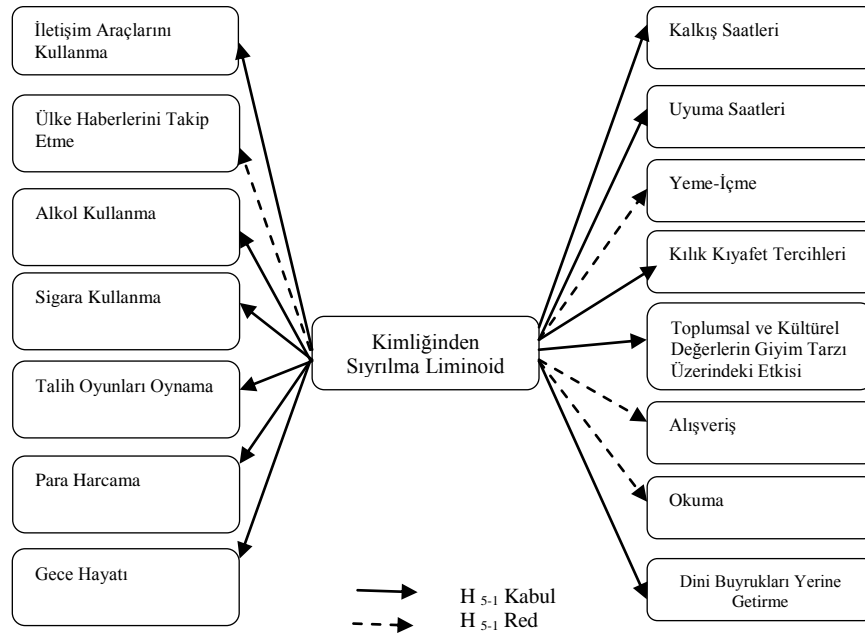 İletişim Araçlarını
Kullanma
Ülke Haberlerini Takip
Etme
Alkol Kullanma
Sigara Kullanma
Talih Oyunları Oynama
Para Harcama
Gece Hayatı
Kimliğinden
Sıyrılma Liminoid
Kalkış Saatleri
Uyuma Saatleri
Yeme-İçme
Kılık Kıyafet Tercihleri
Toplumsal ve Kültürel
Değerlerin Giyim Tarzı
Üzerindeki Etkisi
Alışveriş
Okuma
Dini Buyrukları Yerine
Getirme
H 5-1 Kabul
H 5-1 Red